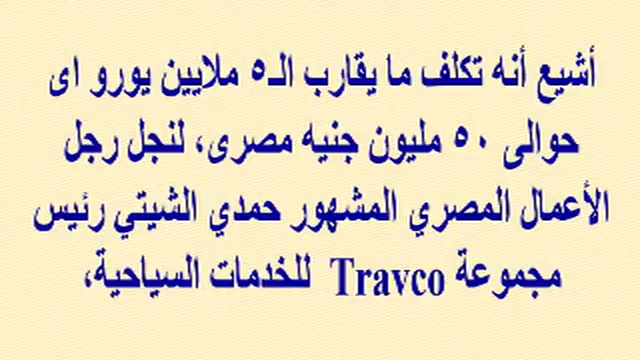 أشيع أنه تكلف ما يقارب الـ٥ ملايين يورو اى
حوالى ٥٠ مليون جنيه مصرى، لنجل رجل
الأعمال المصري المشهور حمدي الشيتي رئيس
مجموعة Travco للخدمات السياحية،